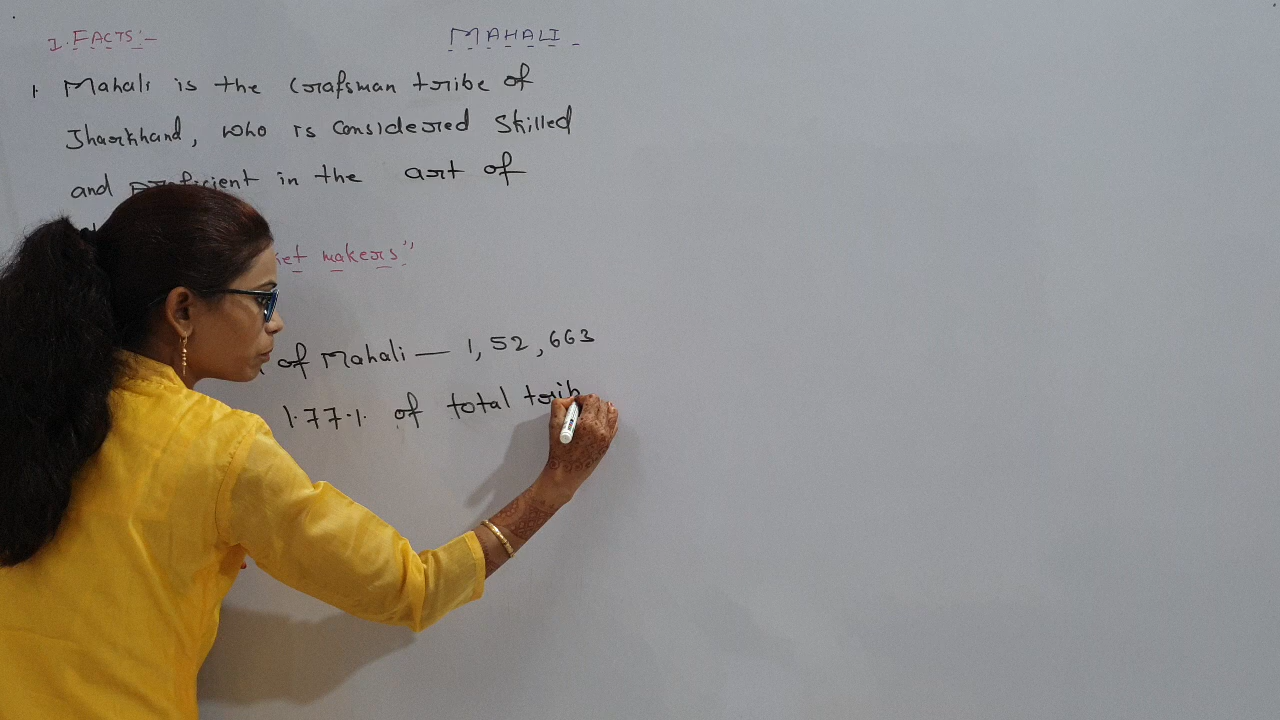 I. FACTS:-
MAHALI
1. Mahali is the Crafsman tribe of
Jharkhand, who is considered Skilled
and proficient in the art of
makers"
of Mahali — 1,52,663
1.77% of total trib